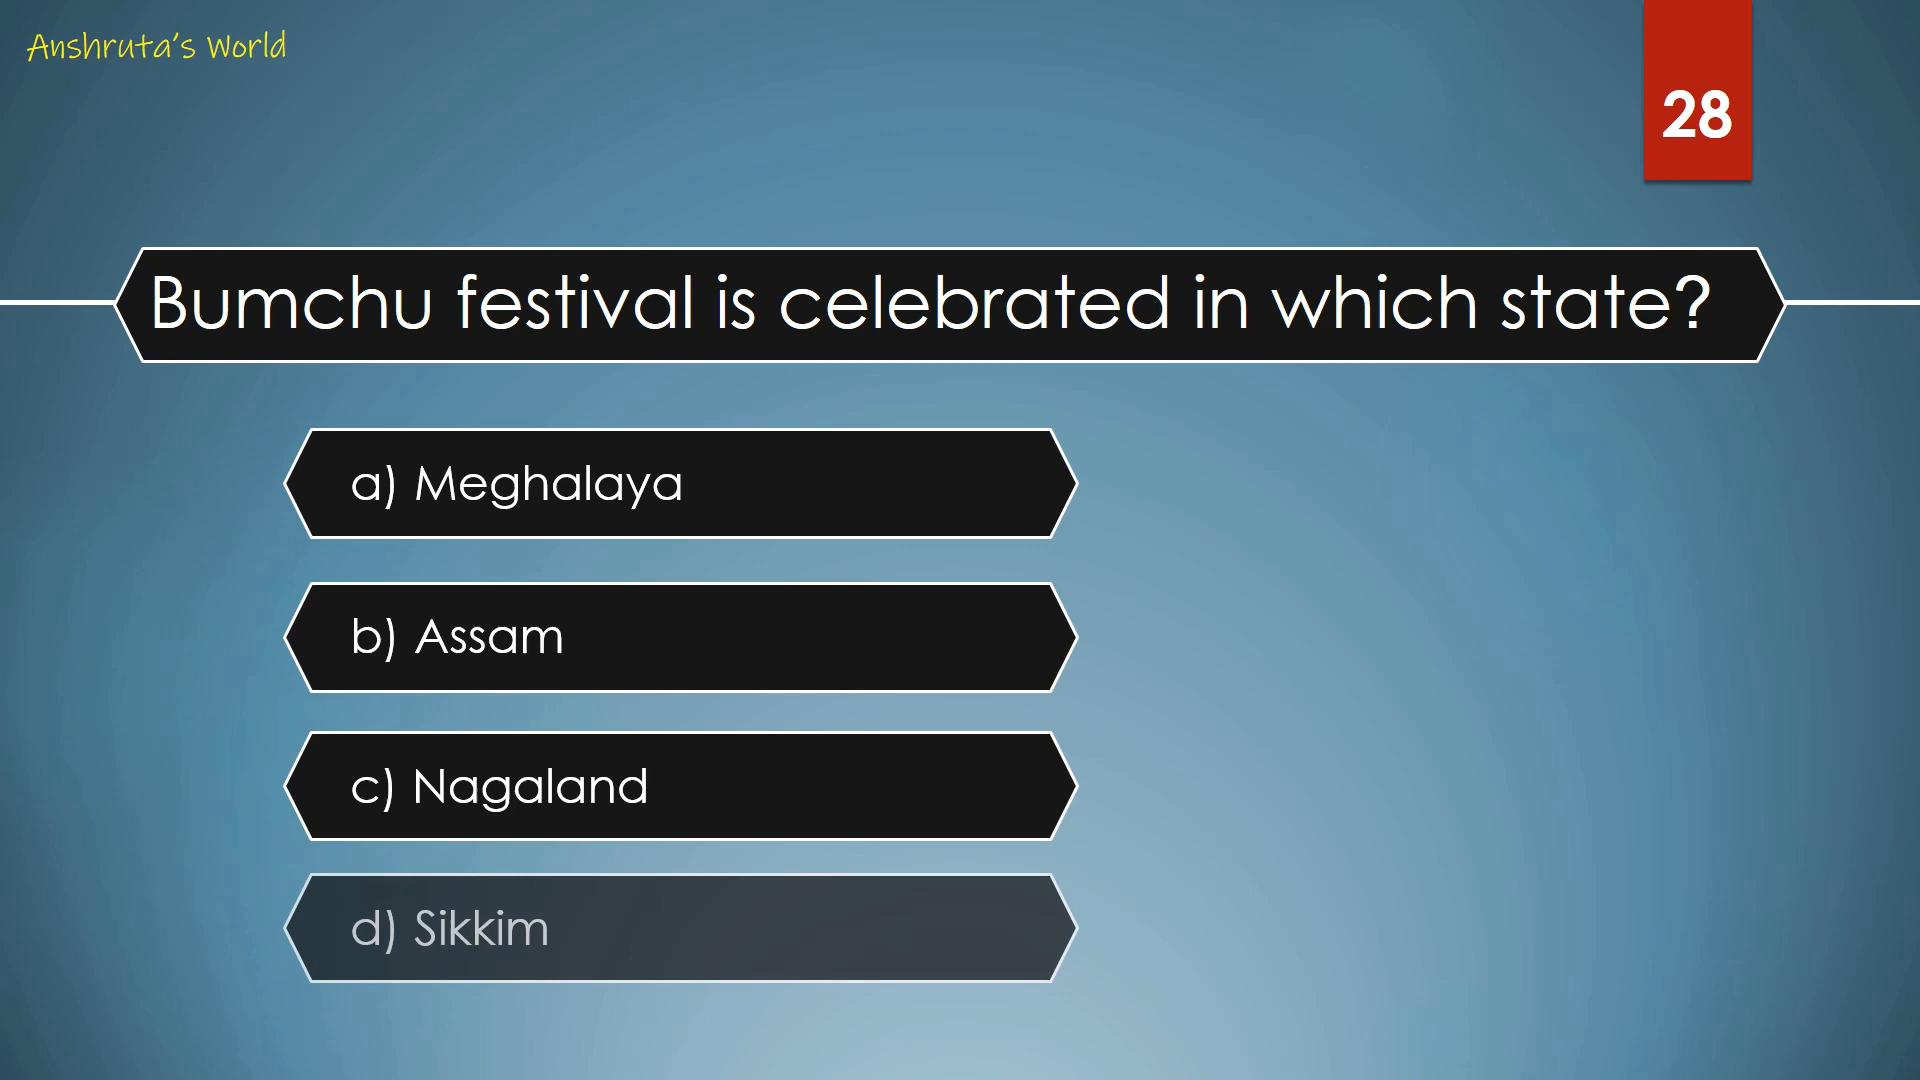 Anshruta's World
28
Bumchu festival is celebrated in which state?
a) Meghalaya
b) Assam
c) Nagaland
d) Sikkim